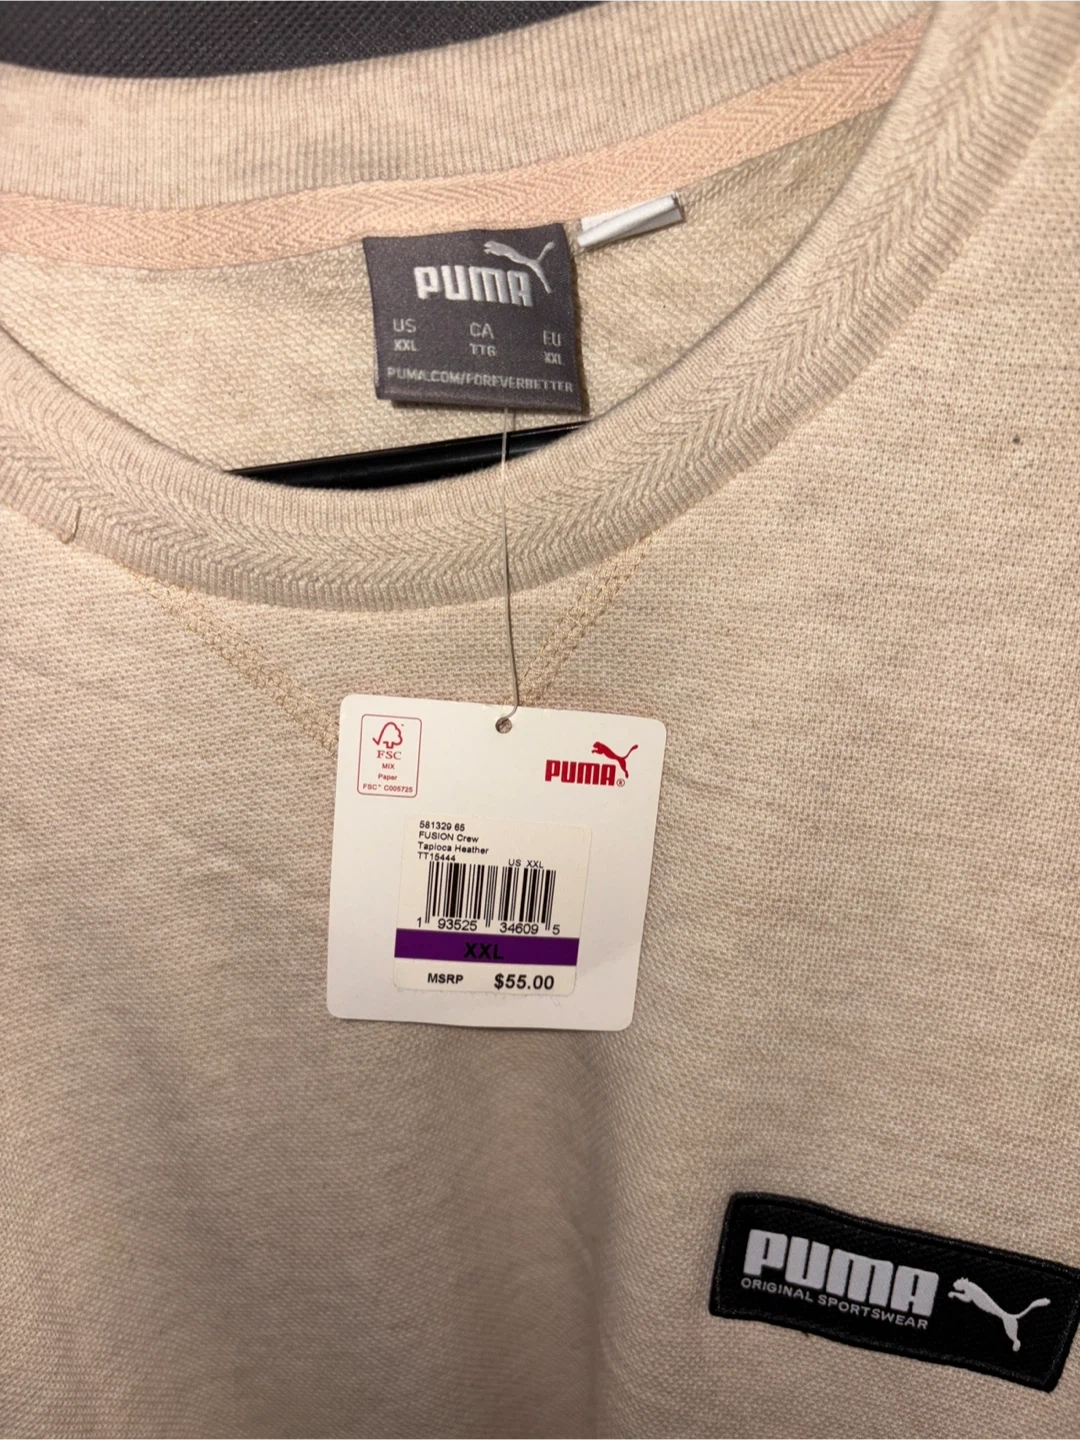 PUMA
US CA EU
XXL TTG XXL
PUMA.COM/FOREVERBETTER
FSC
MIX
Paper
FSC™ C005725
PUMA®
581329 65
FUSION Crew
Tapioca Heather
TT15444 US XXL
1 93525 34609 5
XXL
MSRP $55.00
PUMA
ORIGINAL SPORTSWEAR